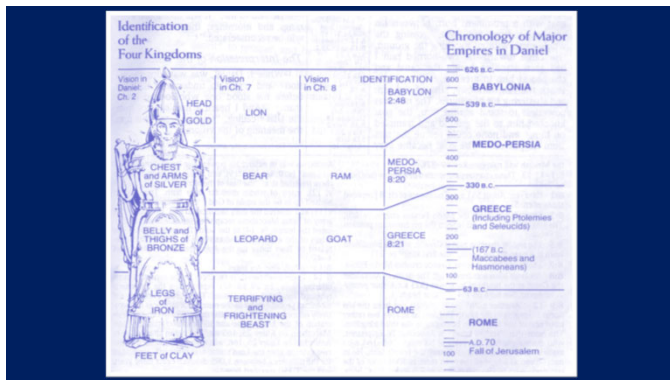 Identification
of the
Four Kingdoms
Chronology of Major
Empires in Daniel
Vision in
Daniel:
Ch. 2
Vision
in Ch. 7
Vision
in Ch. 8
IDENTIFICATION
HEAD
of
GOLD
LION
BABYLON
2:48
CHEST
and ARMS
of SILVER
BEAR
RAM
MEDO-
PERSIA
8:20
BELLY and
THIGHS of
BRONZE
LEOPARD
GOAT
GREECE
8:21
LEGS
of
IRON
TERRIFYING
and
FRIGHTENING
BEAST
ROME
FEET of CLAY
626 B.C.
600
BABYLONIA
539 B.C.
500
MEDO-PERSIA
400
330 B.C.
300
GREECE
(Including Ptolemies
and Seleucids)
200
(167 B.C.
Maccabees and
Hasmoneans)
100
63 B.C.
ROME
A.D. 70
Fall of Jerusalem
100